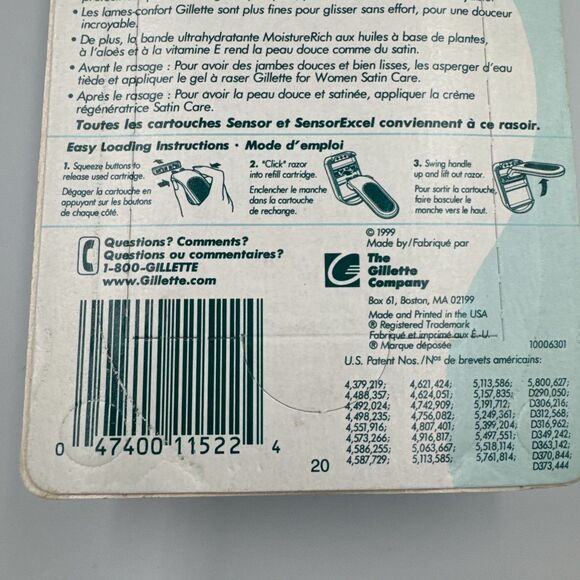 • Les lames-confort Gillette sont plus fines pour glisser sans effort, pour une douceur
incroyable.
• De plus, la bande ultrahydratante MoistureRich aux huiles à base de plantes,
à l'aloès et à la vitamine E rend la peau douce comme du satin.
• Avant le rasage : Pour avoir des jambes douces et bien lisses, les asperger d'eau
tiède et appliquer le gel à raser Gillette for Women Satin Care.
• Après le rasage : Pour avoir la peau douce et satinée, appliquer la crème
régénératrice Satin Care.
Toutes les cartouches Sensor et SensorExcel conviennent à ce rasoir.
Easy Loading Instructions • Mode d'emploi
1. Squeeze buttons to
release used cartridge.
Dégager la cartouche en
appuyant sur les boutons
de chaque côté.
2. "Click" razor
into refill cartridge.
Enclencher le manche
dans la cartouche
de rechange.
3. Swing handle
up and lift out razor.
Pour sortir la cartouche,
faire basculer le
manche vers le haut.
Questions? Comments?
Questions ou commentaires?
1-800-GILLETTE
www.Gillette.com
© 1999
Made by/Fabriqué par
The
Gillette
Company
Box 61, Boston, MA 02199
Made and Printed in the USA
® Registered Trademark
Fabriqué et imprimé aux É.-U.
® Marque déposée
10006301
U.S. Patent Nos./Nos de brevets américains:
4,379,219; 4,621,424; 5,113,586; 5,800,627;
4,488,357; 4,624,051; 5,157,835; D290,050;
4,492,024; 4,742,909; 5,191,712; D306,216;
4,498,235; 4,756,082; 5,249,361; D312,568;
4,551,916; 4,807,401; 5,399,204; D316,962;
4,573,266; 4,916,817; 5,497,551; D349,242;
4,586,255; 5,063,667; 5,518,114; D363,142;
4,587,729; 5,113,585; 5,761,814; D370,844;
D373,444
0 47400 11522 4
20